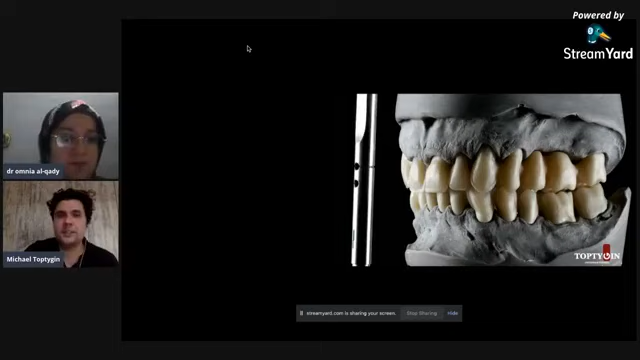 Powered by
StreamYard
dr omnia al-qady
Michael Toptygin
TOPTYGIN
streamyard.com is sharing your screen.
Stop Sharing
Hide